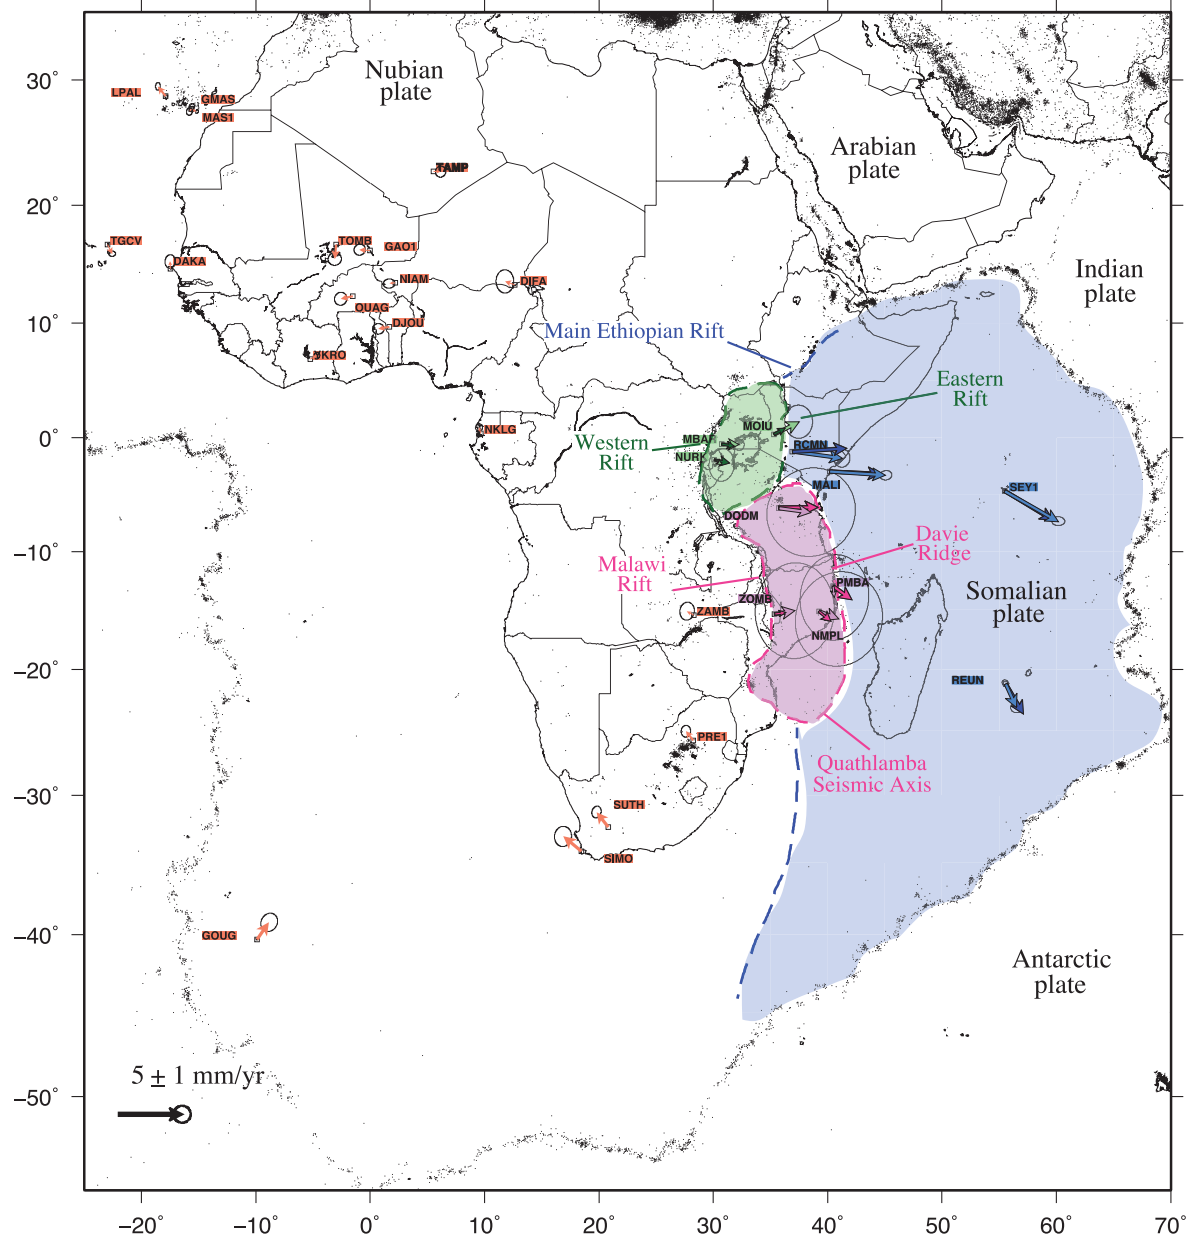 Nubian
plate
30°
LPAL
GMAS
MAS1
Arabian
plate
TAMP
20°
TGCV
TOMB
GAO1
DAKA
Indian
plate
NIAM
DIFA
OUAG
10°
DJOU
Main Ethiopian Rift
YKRO
Eastern
Rift
MOIU
NKLG
0°
Western
Rift
MBAR
RCMN
NURK
MALI
SEY1
DODM
Davie
Ridge
−10°
Malawi
Rift
PMBA
Somalian
plate
ZOMB
ZAMB
NMPL
−20°
REUN
PRE1
Quathlamba
Seismic Axis
−30°
SUTH
SIMO
GOUG
−40°
Antarctic
plate
5 ± 1 mm/yr
−50°
−20° −10° 0° 10° 20° 30° 40° 50° 60° 70°